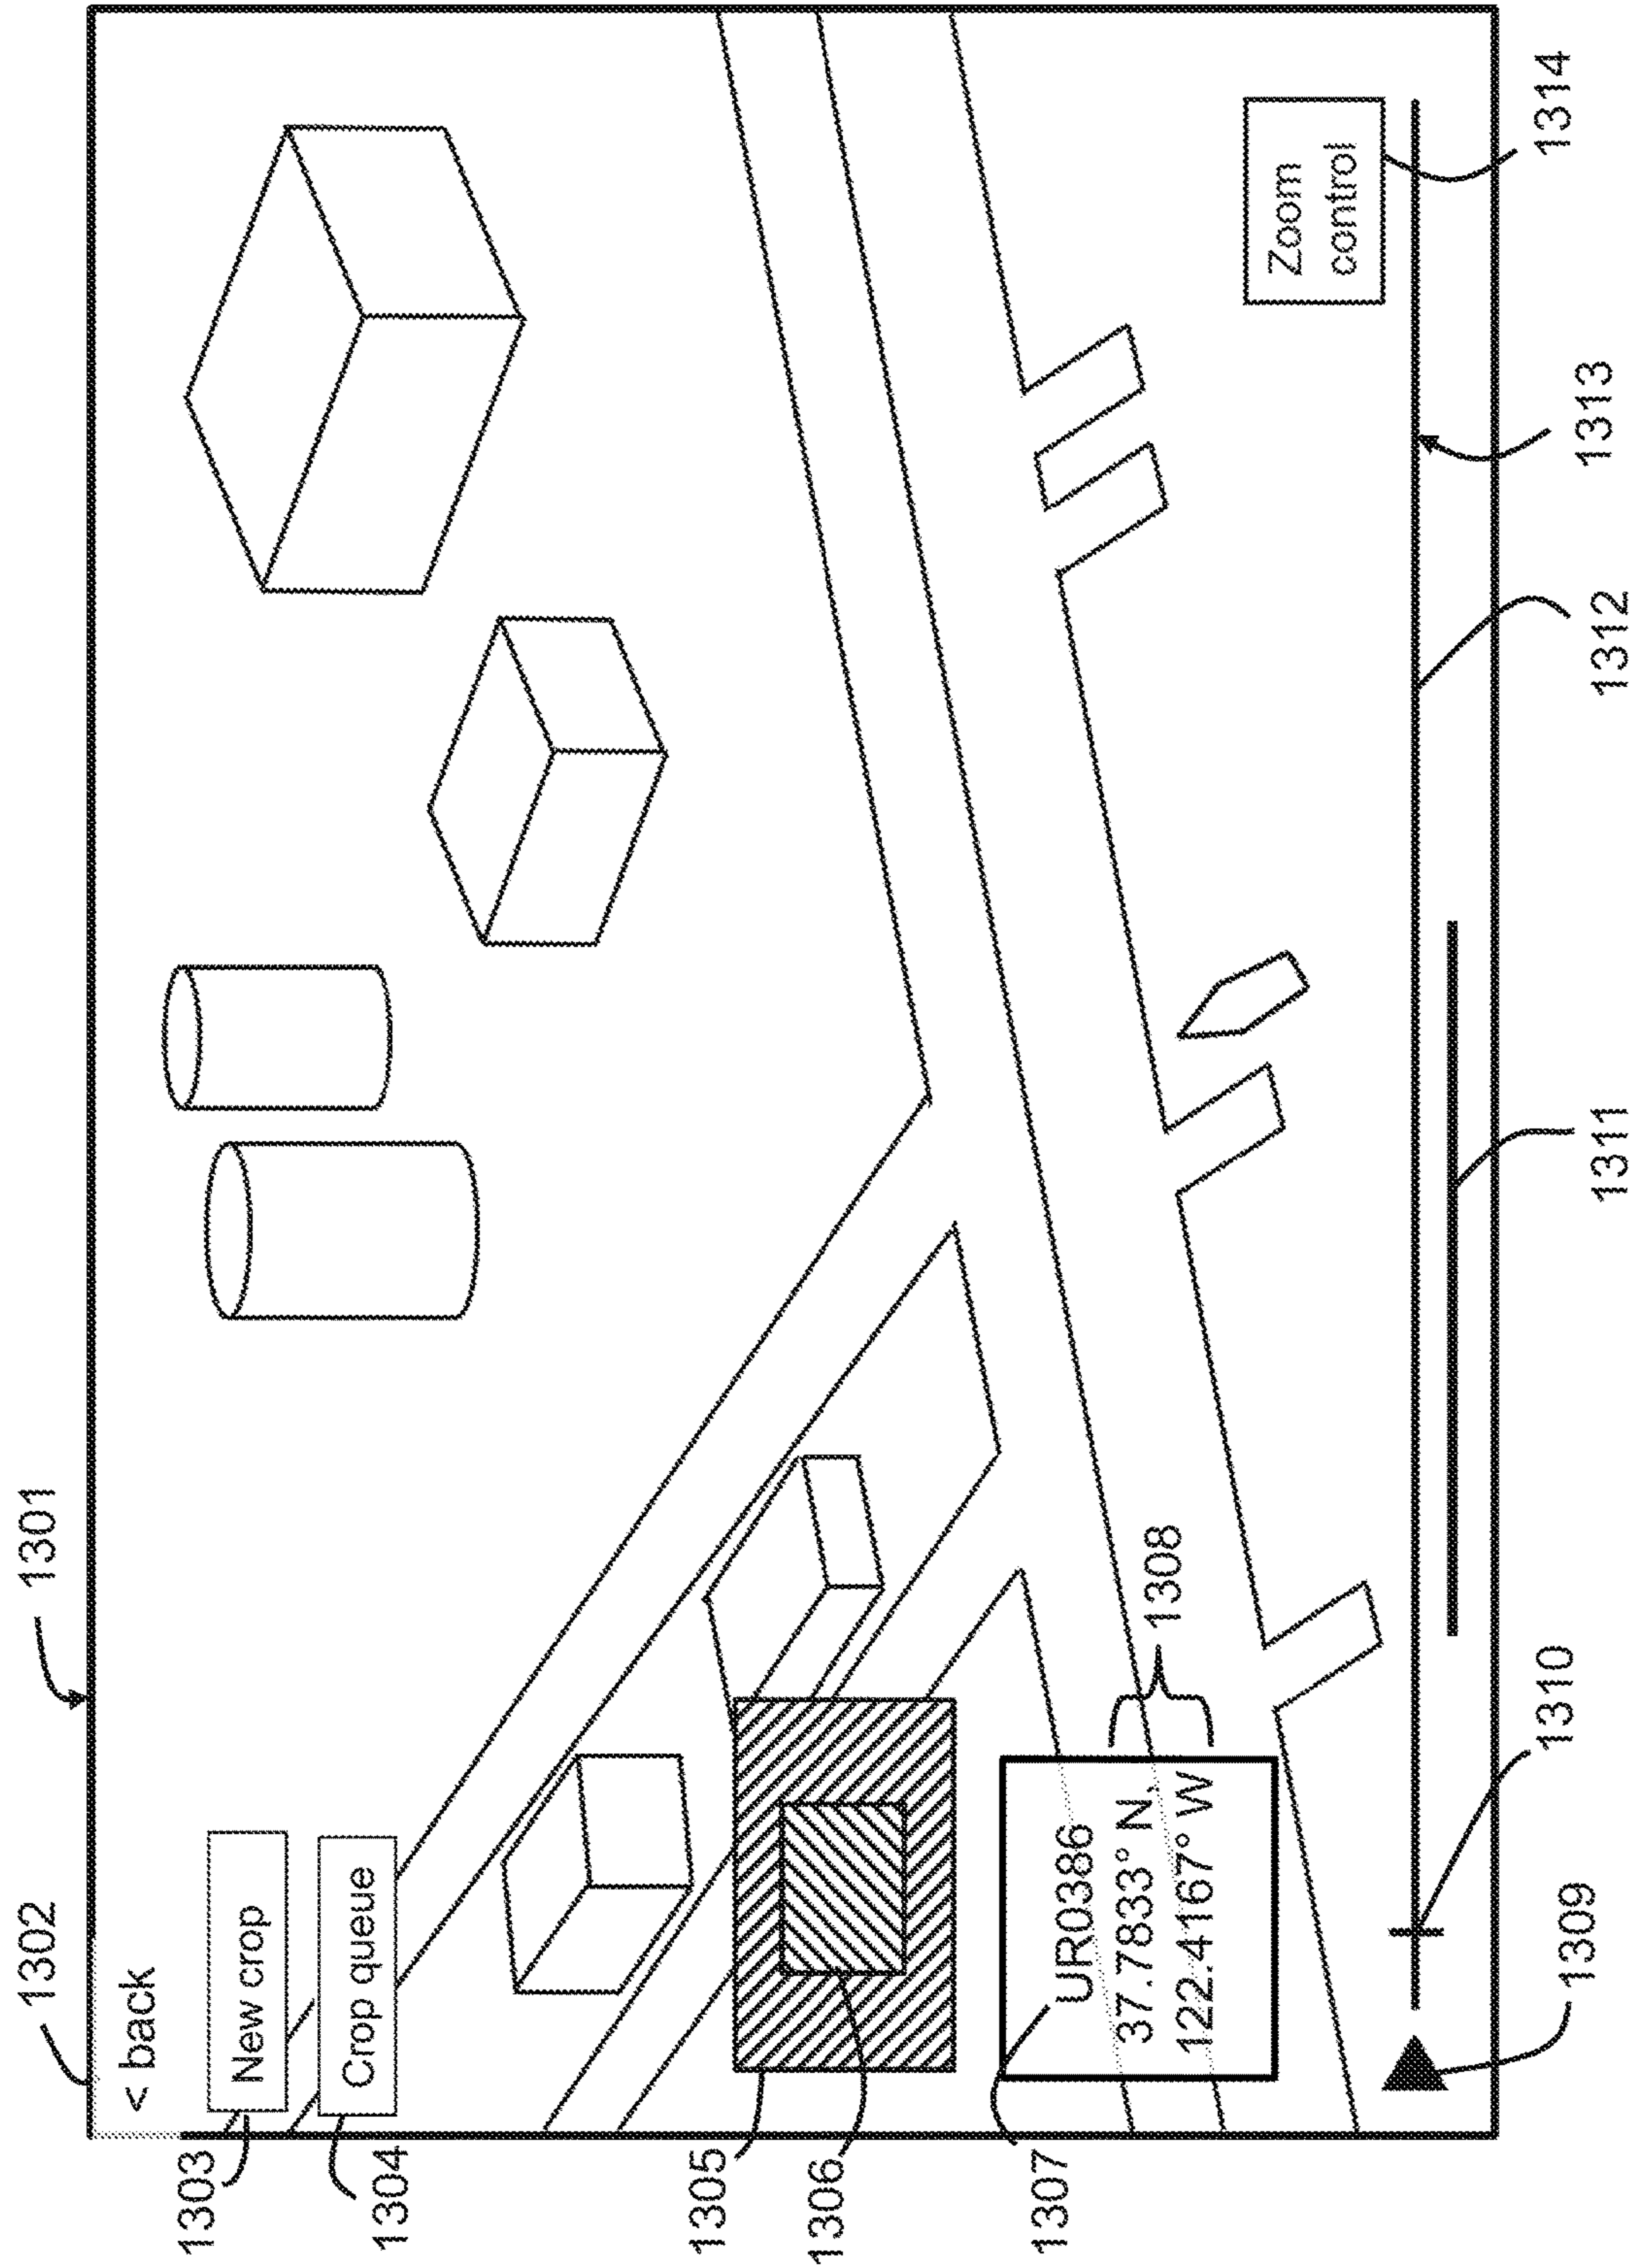 1301
1302
< back
1303
New crop
1304
Crop queue
1305
1306
1307
UR0386
37.7833° N,
122.4167° W
1308
Zoom
control
1309
1310
1311
1312
1313
1314